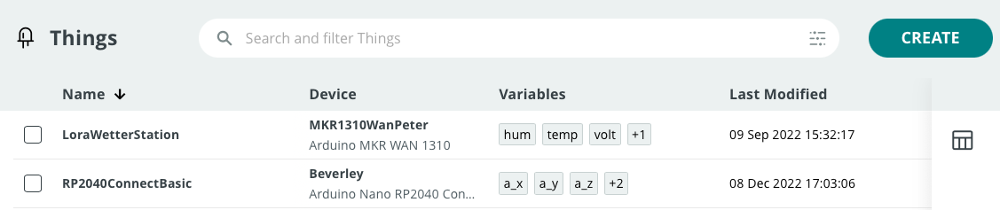 Things Search and filter Things CREATE
Name Device Variables Last Modified
LoraWetterStation MKR1310WanPeter hum temp volt +1 09 Sep 2022 15:32:17
Arduino MKR WAN 1310
RP2040ConnectBasic Beverley a_x a_y a_z +2 08 Dec 2022 17:03:06
Arduino Nano RP2040 Con...